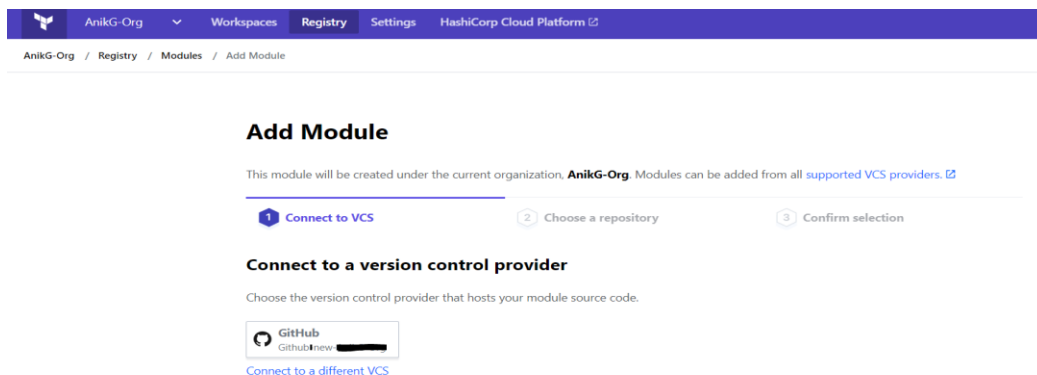 AnikG-Org Workspaces Registry Settings HashiCorp Cloud Platform
AnikG-Org / Registry / Modules / Add Module
Add Module
This module will be created under the current organization, AnikG-Org. Modules can be added from all supported VCS providers.
1 Connect to VCS 2 Choose a repository 3 Confirm selection
Connect to a version control provider
Choose the version control provider that hosts your module source code.
GitHub
Github new-
Connect to a different VCS